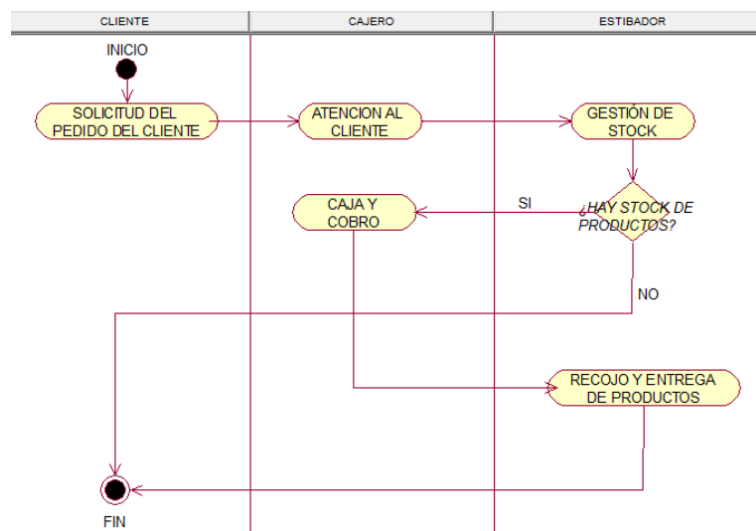 CLIENTE
CAJERO
ESTIBADOR
INICIO
SOLICITUD DEL
PEDIDO DEL CLIENTE
ATENCION AL
CLIENTE
GESTIÓN DE
STOCK
CAJA Y
COBRO
SI
¿HAY STOCK DE
PRODUCTOS?
NO
RECOJO Y ENTREGA
DE PRODUCTOS
FIN